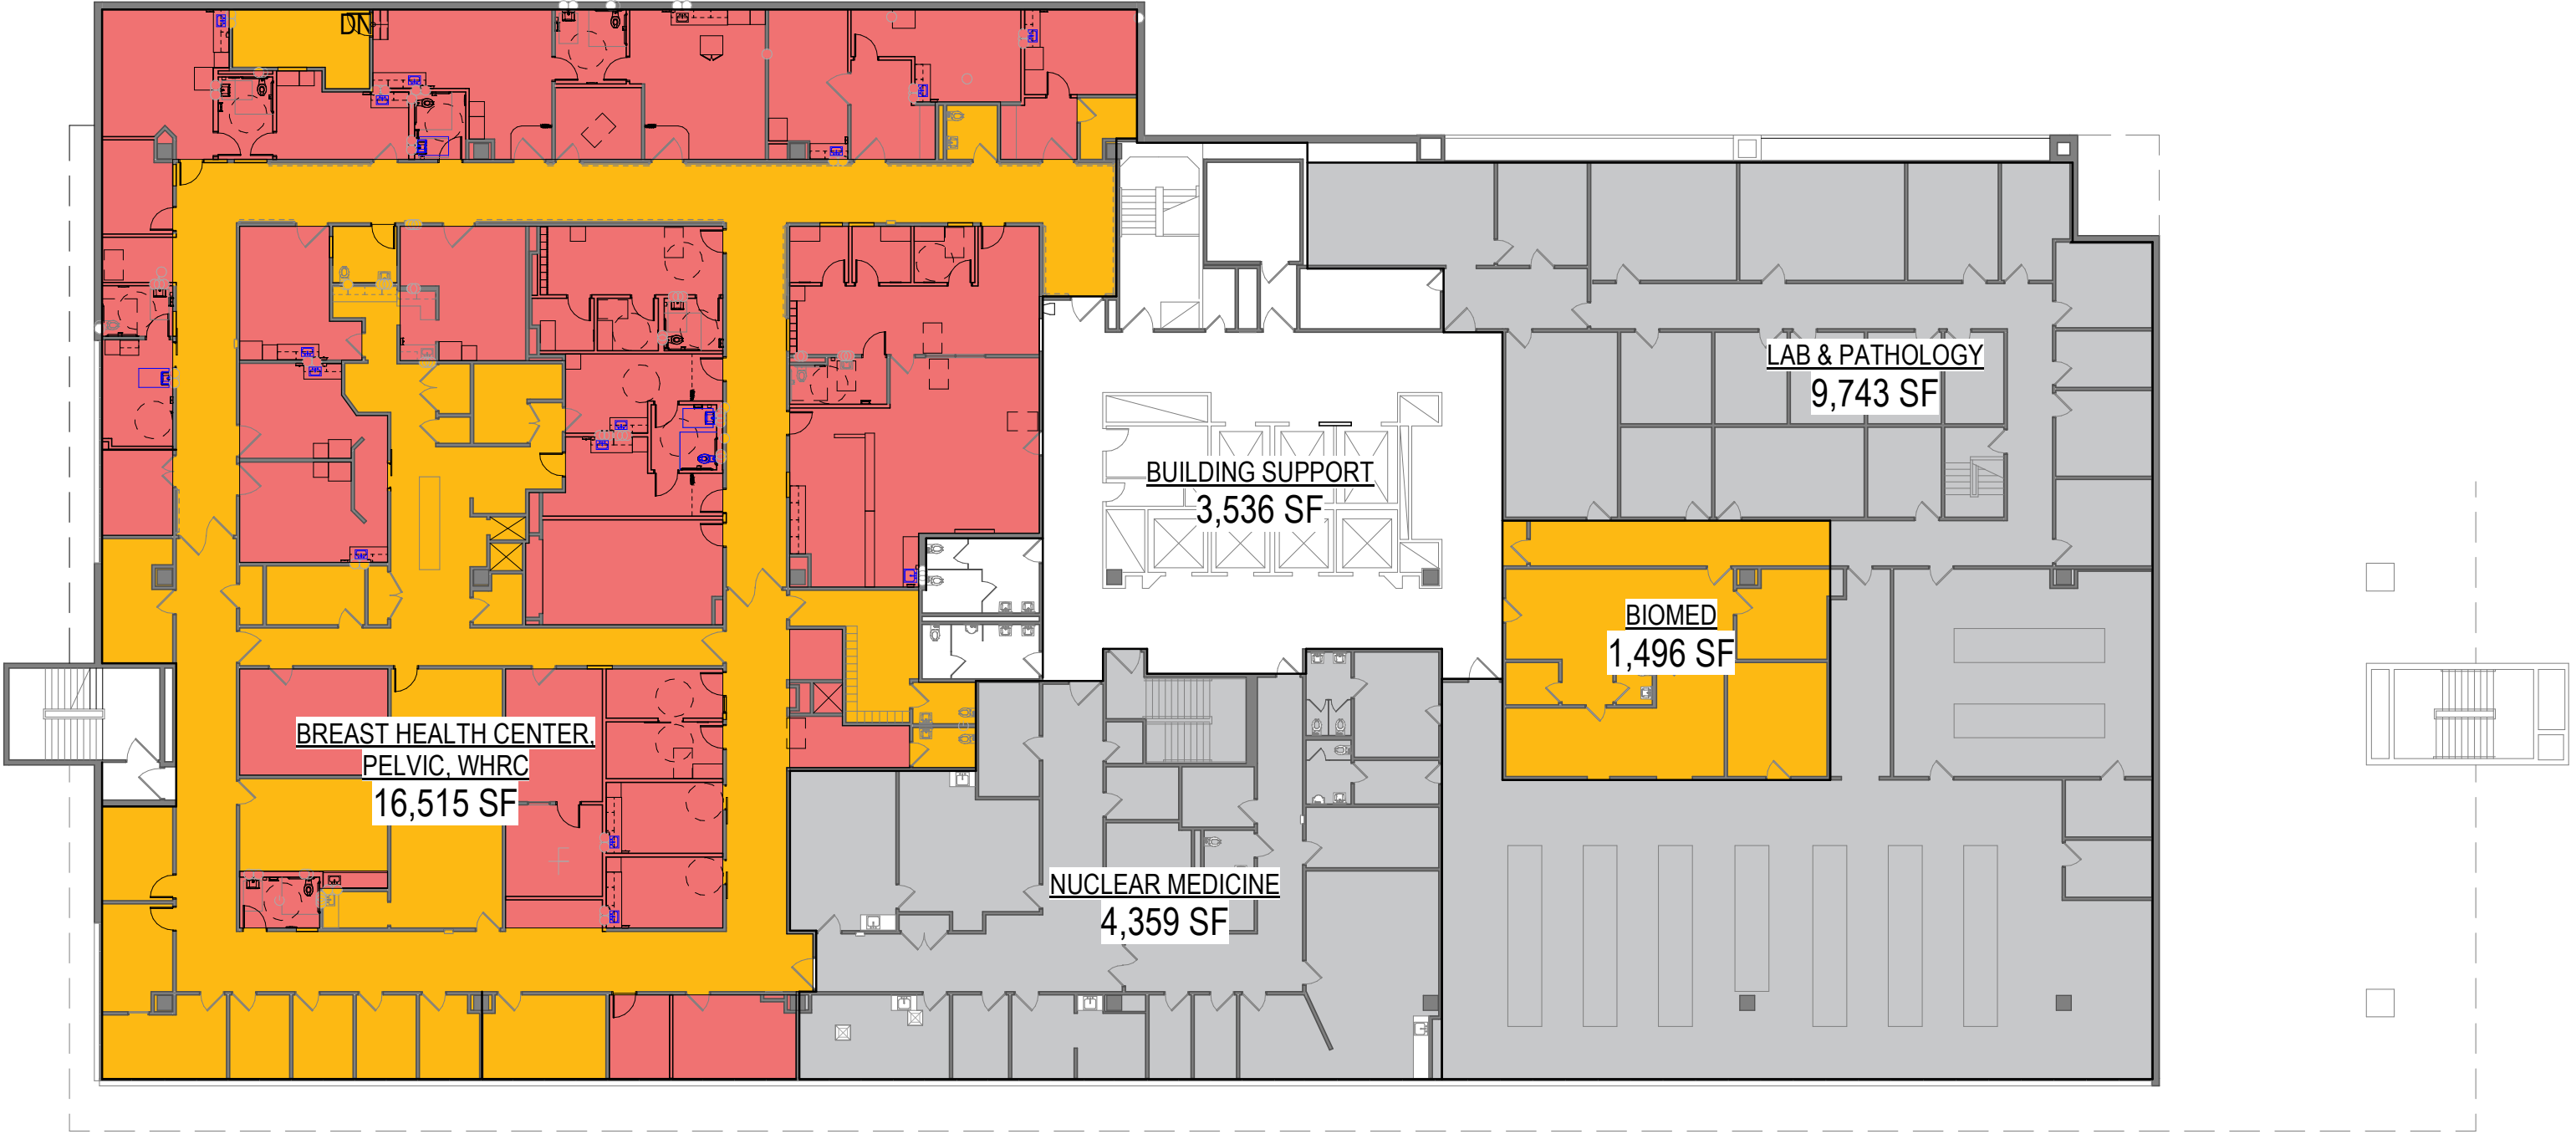 DN
LAB & PATHOLOGY
9,743 SF
BUILDING SUPPORT
3,536 SF
BIOMED
1,496 SF
BREAST HEALTH CENTER,
PELVIC, WHRC
16,515 SF
NUCLEAR MEDICINE
4,359 SF